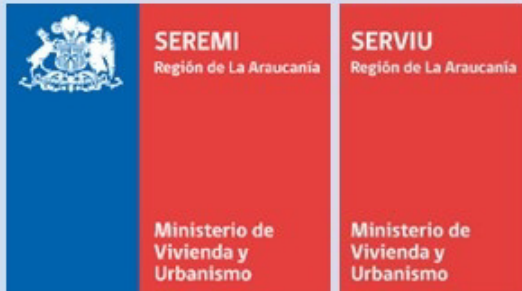 SEREMI
Región de La Araucanía
Ministerio de
Vivienda y
Urbanismo
SERVIU
Región de La Araucanía
Ministerio de
Vivienda y
Urbanismo